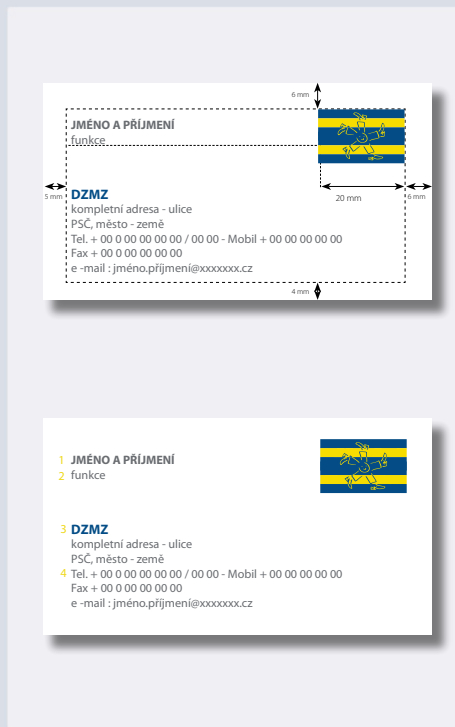 6 mm
JMÉNO A PŘÍJMENÍ
funkce
5 mm
DZMZ
20 mm
6 mm
kompletní adresa - ulice
PSČ, město - země
Tel. + 00 0 00 00 00 00 / 00 00 - Mobil + 00 00 00 00 00
Fax + 00 0 00 00 00 00
e -mail : jméno.příjmení@xxxxxxx.cz
4 mm
1 JMÉNO A PŘÍJMENÍ
2 funkce
3 DZMZ
kompletní adresa - ulice
PSČ, město - země
4 Tel. + 00 0 00 00 00 00 / 00 00 - Mobil + 00 00 00 00 00
Fax + 00 0 00 00 00 00
e -mail : jméno.příjmení@xxxxxxx.cz